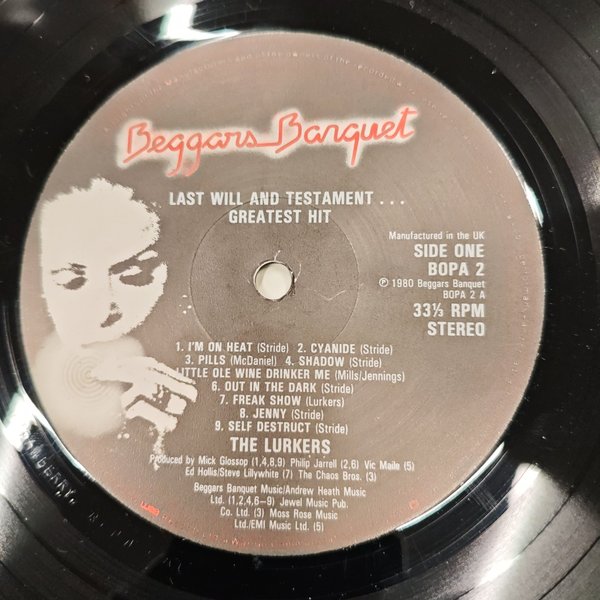 Beggars Banquet
LAST WILL AND TESTAMENT...
GREATEST HIT
Manufactured in the UK
SIDE ONE
BOPA 2
℗ 1980 Beggars Banquet
BOPA 2 A
33⅓ RPM
STEREO
1. I'M ON HEAT (Stride) 2. CYANIDE (Stride)
3. PILLS (McDaniel) 4. SHADOW (Stride)
LITTLE OLE WINE DRINKER ME (Mills/Jennings)
6. OUT IN THE DARK (Stride)
7. FREAK SHOW (Lurkers)
8. JENNY (Stride)
9. SELF DESTRUCT (Stride)
THE LURKERS
Produced by Mick Glossop (1,4,8,9) Philip Jarrell (2,6) Vic Maile (5)
Ed Hollis/Steve Lillywhite (7) The Chaos Bros. (3)
Beggars Banquet Music/Andrew Heath Music
Ltd. (1,2,4,6-9) Jewel Music Pub.
Co. Ltd. (3) Moss Rose Music
Ltd./EMI Music Ltd. (5)